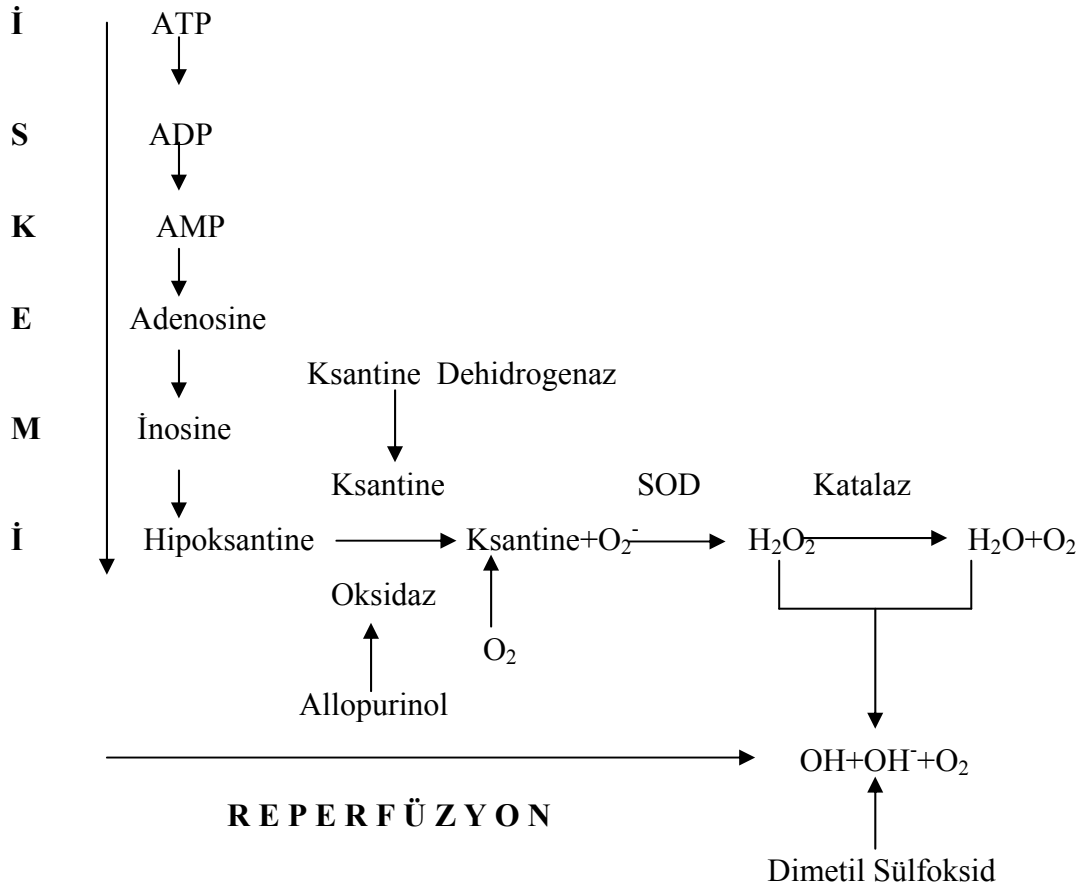 İ ATP
S ADP
K AMP
E Adenosine
Ksantine Dehidrogenaz
M İnosine
Ksantine SOD Katalaz
İ Hipoksantine Ksantine+O₂⁻ H₂O₂ H₂O+O₂
Oksidaz
O₂
Allopurinol
OH+OH⁻+O₂
R E P E R F Ü Z Y O N
Dimetil Sülfoksid